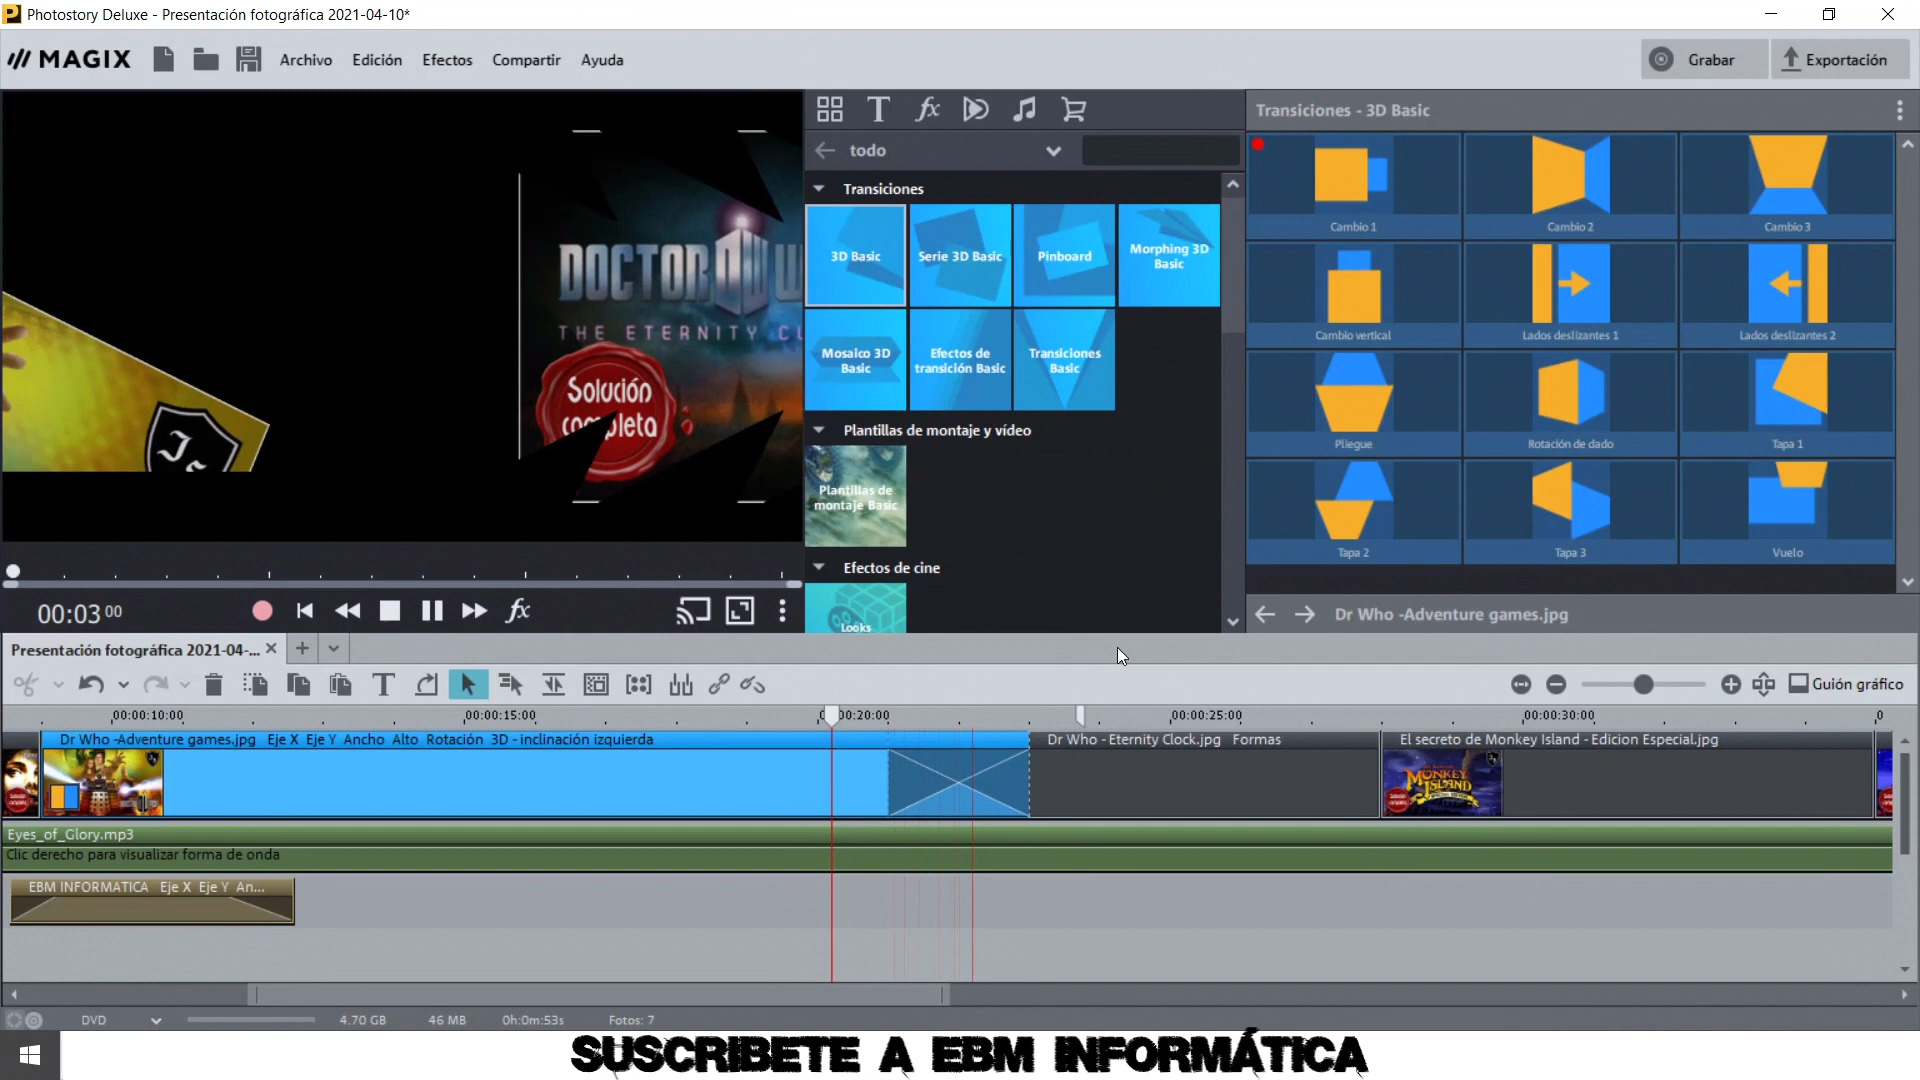 Photostory Deluxe - Presentación fotográfica 2021-04-10*
MAGIX
Archivo Edición Efectos Compartir Ayuda
Grabar
Exportación
DOCTOR W
THE ETERNITY CL
Solución
completa
00:03 00
todo
Transiciones
3D Basic
Serie 3D Basic
Pinboard
Morphing 3D
Basic
Mosaico 3D
Basic
Efectos de
transición Basic
Transiciones
Basic
Plantillas de montaje y vídeo
Plantillas de
montaje Basic
Efectos de cine
Looks
Transiciones - 3D Basic
Cambio 1
Cambio 2
Cambio 3
Cambio vertical
Lados deslizantes 1
Lados deslizantes 2
Pliegue
Rotación de dado
Tapa 1
Tapa 2
Tapa 3
Vuelo
Dr Who -Adventure games.jpg
Presentación fotográfica 2021-04-...
Guión gráfico
00:00:10:00 00:00:15:00 0:20:00 00:00:25:00 00:00:30:00 0
Dr Who -Adventure games.jpg Eje X Eje Y Ancho Alto Rotación 3D - inclinación izquierda
Dr Who - Eternity Clock.jpg Formas
El secreto de Monkey Island - Edicion Especial.jpg
MONKEY
ISLAND
Eyes_of_Glory.mp3
Clic derecho para visualizar forma de onda
EBM INFORMATICA Eje X Eje Y An...
DVD 4.70 GB 46 MB 0h:0m:53s Fotos: 7
SUSCRIBETE A EBM INFORMÁTICA